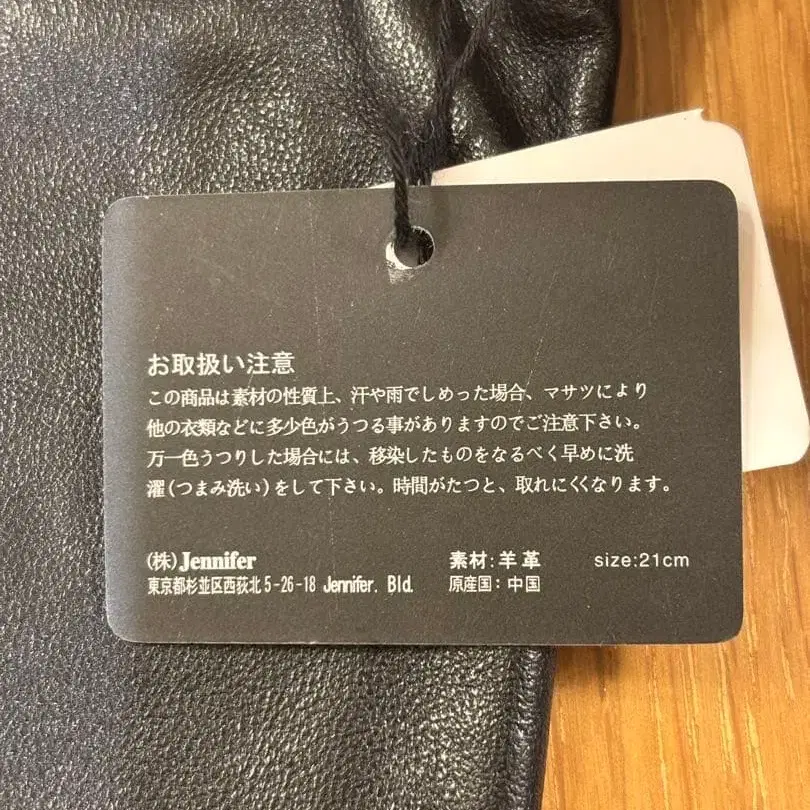 お取扱い注意
この商品は素材の性質上、汗や雨でしめった場合、マサツにより
他の衣類などに多少色がうつる事がありますのでご注意下さい。
万一色うつりした場合には、移染したものをなるべく早めに洗
濯(つまみ洗い)をして下さい。時間がたつと、取れにくくなります。
(株)Jennifer 素材:羊革 size:21cm
東京都杉並区西荻北5-26-18 Jennifer. Bld. 原産国:中国